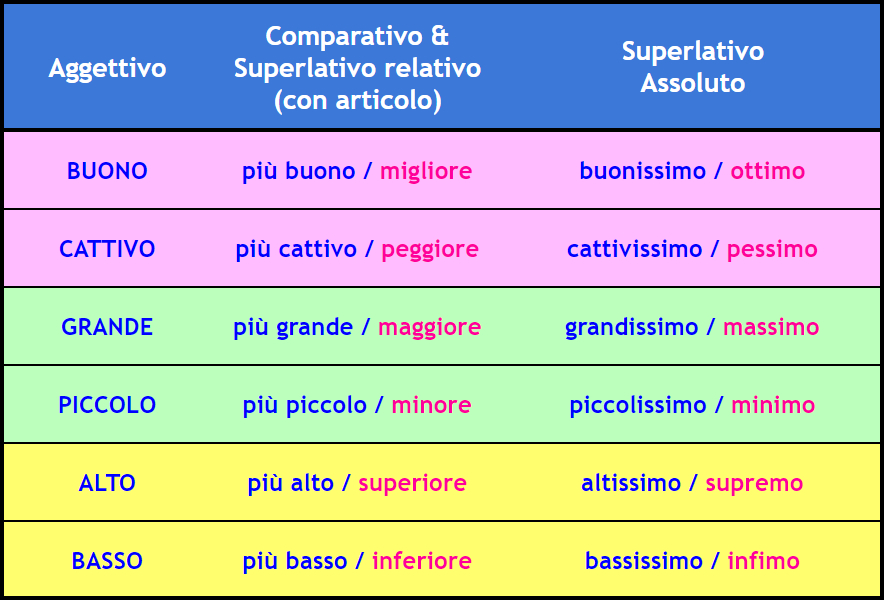 Aggettivo
Comparativo &
Superlativo relativo
(con articolo)
Superlativo
Assoluto
BUONO più buono / migliore buonissimo / ottimo
CATTIVO più cattivo / peggiore cattivissimo / pessimo
GRANDE più grande / maggiore grandissimo / massimo
PICCOLO più piccolo / minore piccolissimo / minimo
ALTO più alto / superiore altissimo / supremo
BASSO più basso / inferiore bassissimo / infimo